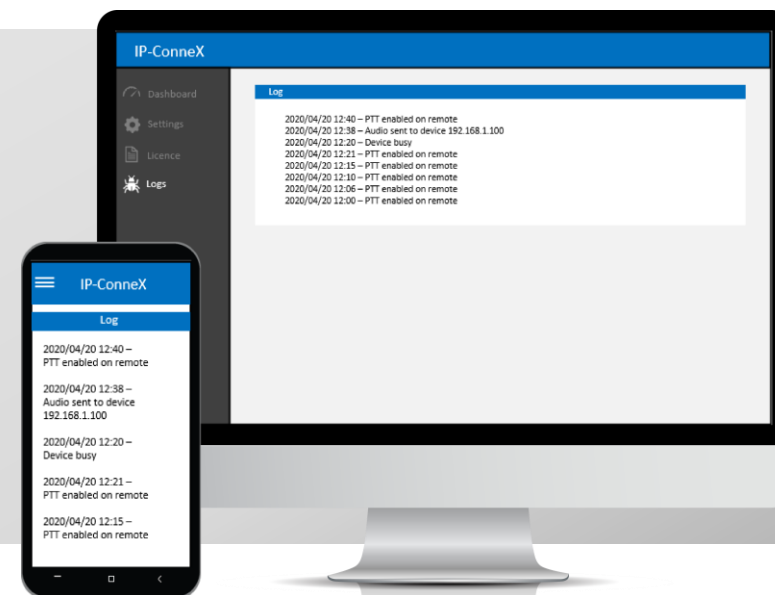 IP-ConneX
Dashboard
Settings
Licence
Logs
Log
2020/04/20 12:40 – PTT enabled on remote
2020/04/20 12:38 – Audio sent to device 192.168.1.100
2020/04/20 12:20 – Device busy
2020/04/20 12:21 – PTT enabled on remote
2020/04/20 12:15 – PTT enabled on remote
2020/04/20 12:10 – PTT enabled on remote
2020/04/20 12:06 – PTT enabled on remote
2020/04/20 12:00 – PTT enabled on remote
IP-ConneX
Log
2020/04/20 12:40 –
PTT enabled on remote
2020/04/20 12:38 –
Audio sent to device
192.168.1.100
2020/04/20 12:20 –
Device busy
2020/04/20 12:21 –
PTT enabled on remote
2020/04/20 12:15 –
PTT enabled on remote